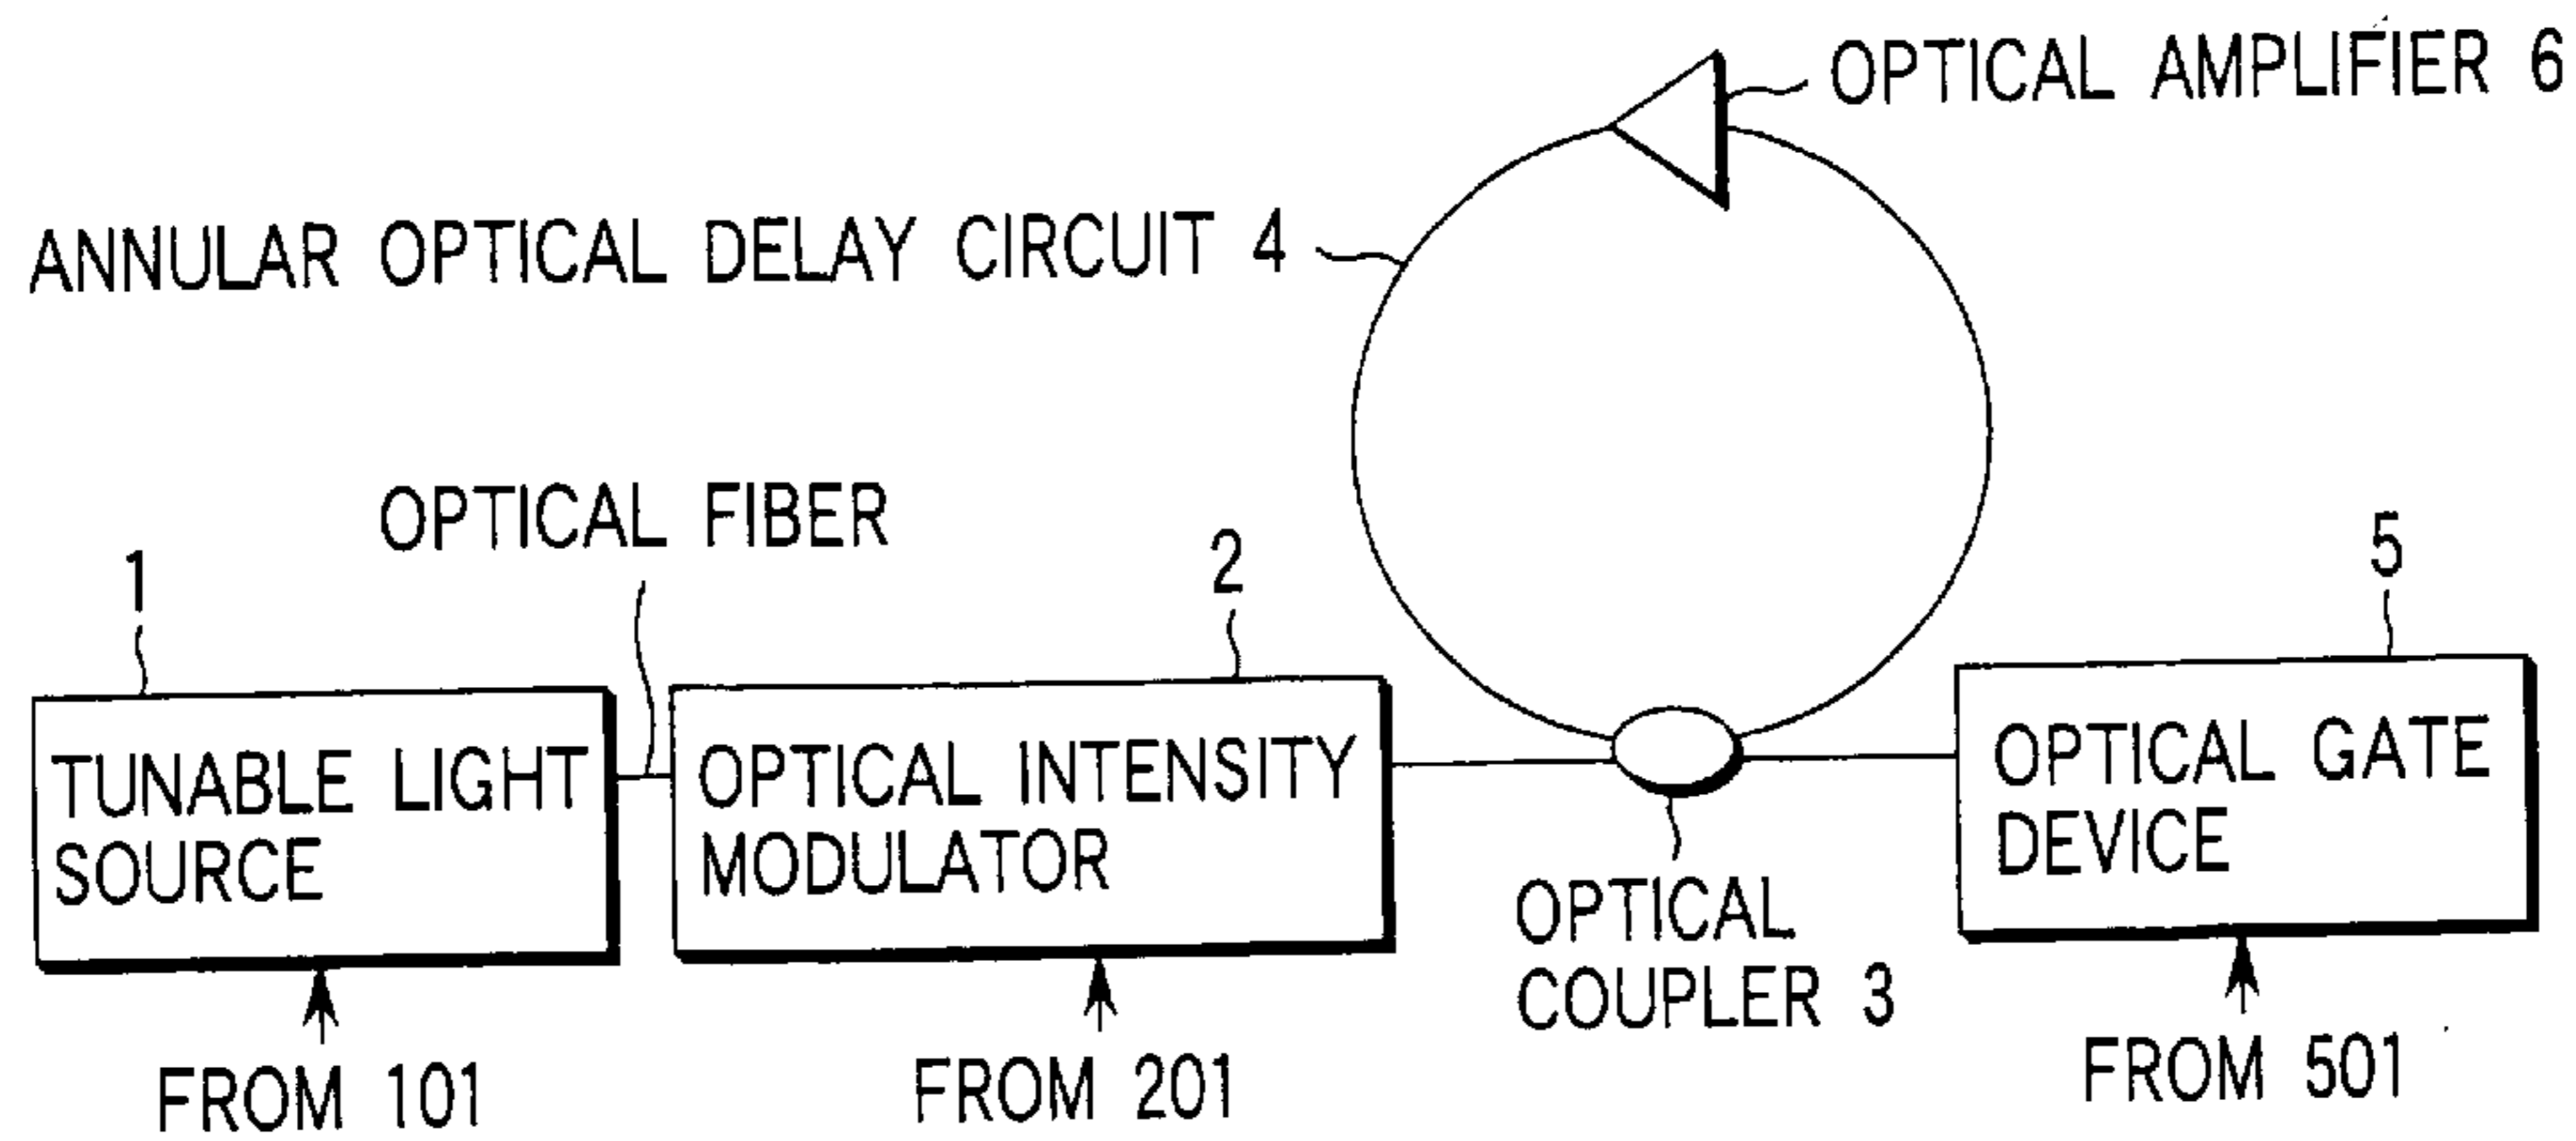 OPTICAL AMPLIFIER 6
ANNULAR OPTICAL DELAY CIRCUIT 4
OPTICAL FIBER
1
2
5
TUNABLE LIGHT
SOURCE
OPTICAL INTENSITY
MODULATOR
OPTICAL GATE
DEVICE
OPTICAL
COUPLER 3
FROM 101
FROM 201
FROM 501